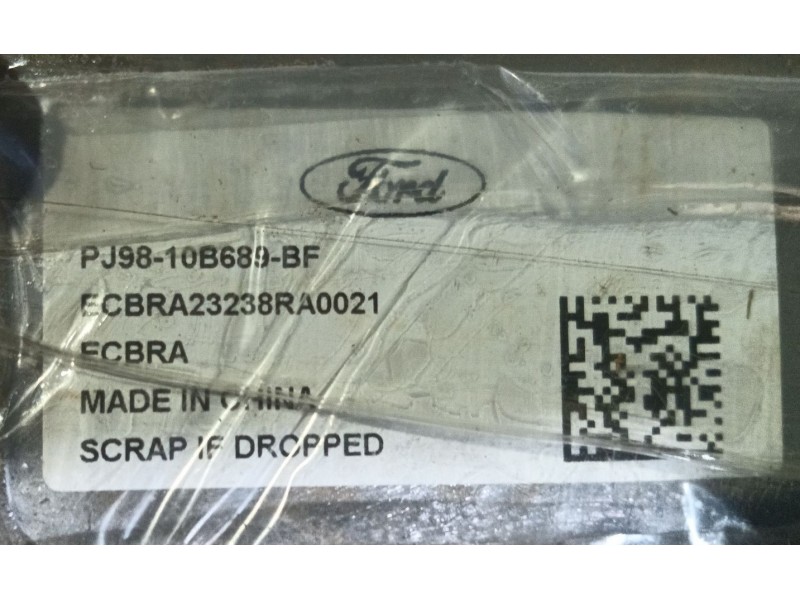 Ford
PJ98-10B689-BF
ECBRA23238RA0021
ECBRA
MADE IN CHINA
SCRAP IF DROPPED